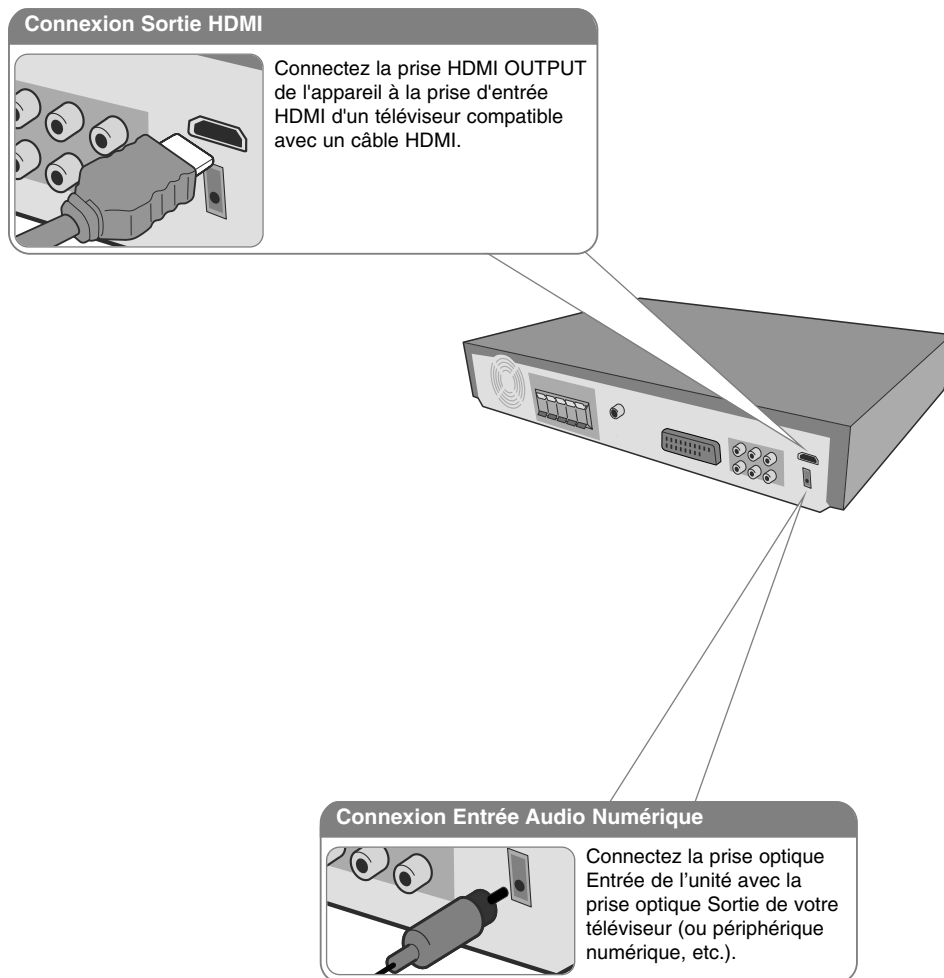 Connexion Sortie HDMI
Connectez la prise HDMI OUTPUT
de l'appareil à la prise d'entrée
HDMI d'un téléviseur compatible
avec un câble HDMI.
Connexion Entrée Audio Numérique
Connectez la prise optique
Entrée de l’unité avec la
prise optique Sortie de votre
téléviseur (ou périphérique
numérique, etc.).